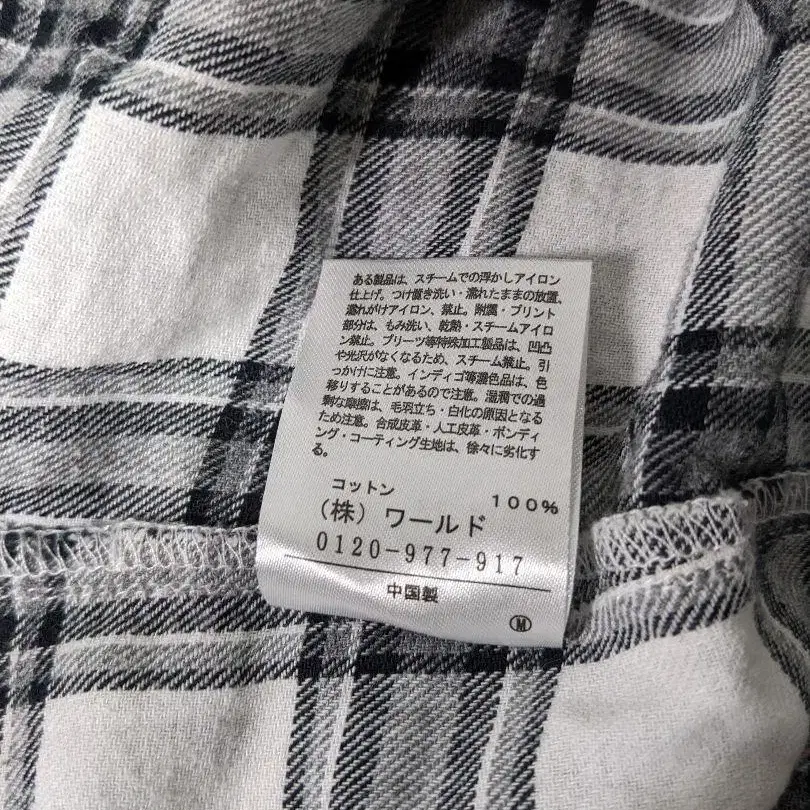 ある製品は、スチームでの浮かしアイロン
仕上げ。つけ置き洗い・濡れたままの放置、
濡れがけアイロン、禁止。附属・プリント
部分は、もみ洗い、乾熱・スチームアイロ
ン禁止。プリーツ等特殊加工製品は、凹凸
や光沢がなくなるため、スチーム禁止。引
っかけに注意。インディゴ等濃色品は、色
移りすることがあるので注意。湿潤での過
剰な摩擦は、毛羽立ち・白化の原因となる
ため注意。合成皮革・人工皮革・ボンディ
ング・コーティング生地は、徐々に劣化す
る。
コットン 100%
(株) ワールド
0120-977-917
中国製
Ⓜ